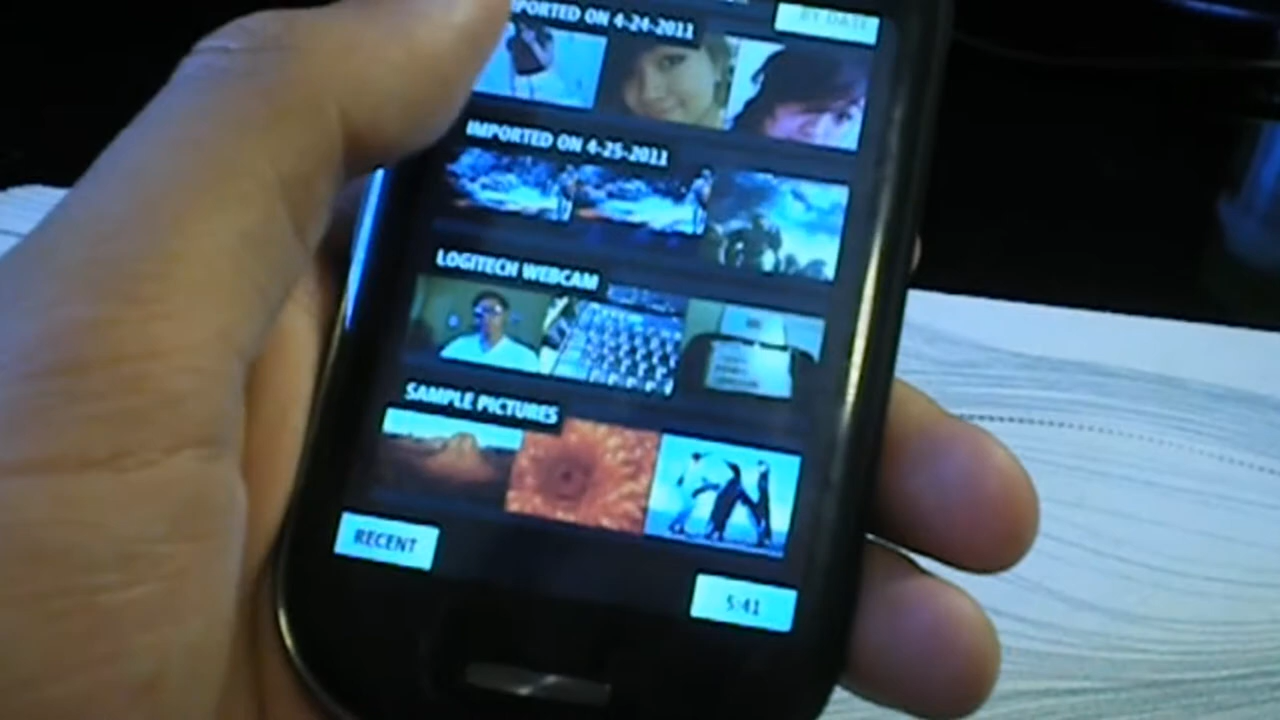 BY DATE
IMPORTED ON 4-24-2011
IMPORTED ON 4-25-2011
LOGITECH WEBCAM
SAMPLE PICTURES
RECENT
5:41